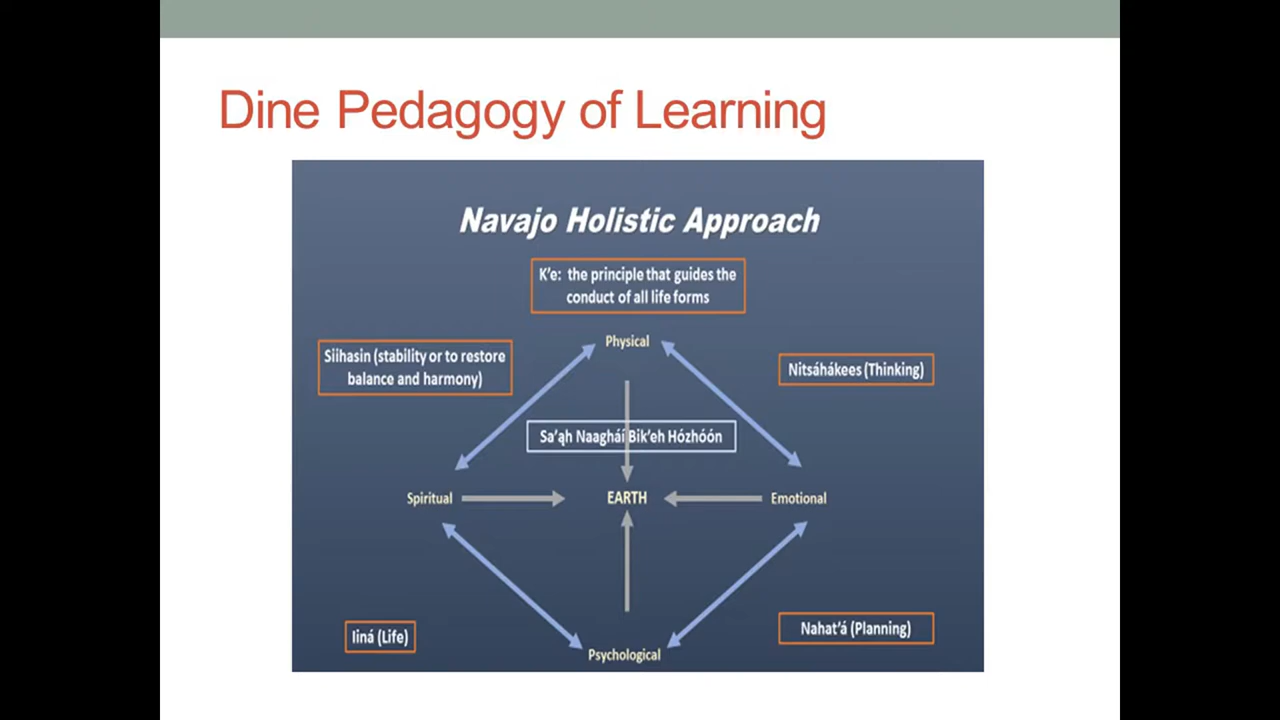 Dine Pedagogy of Learning
Navajo Holistic Approach
K'e: the principle that guides the
conduct of all life forms
Physical
Siihasin (stability or to restore
balance and harmony)
Nitsáhákees (Thinking)
Sa'ąh Naagháí Bik'eh Hózhóón
Spiritual
EARTH
Emotional
Iiná (Life)
Nahat'á (Planning)
Psychological